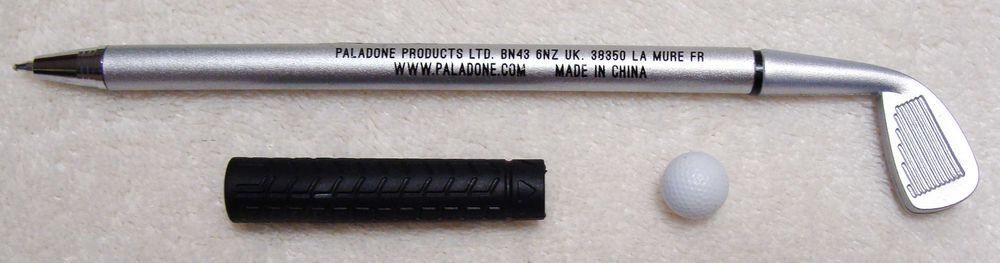 PALADONE PRODUCTS LTD. BN43 6NZ UK. 38350 LA MURE FR
WWW.PALADONE.COM MADE IN CHINA